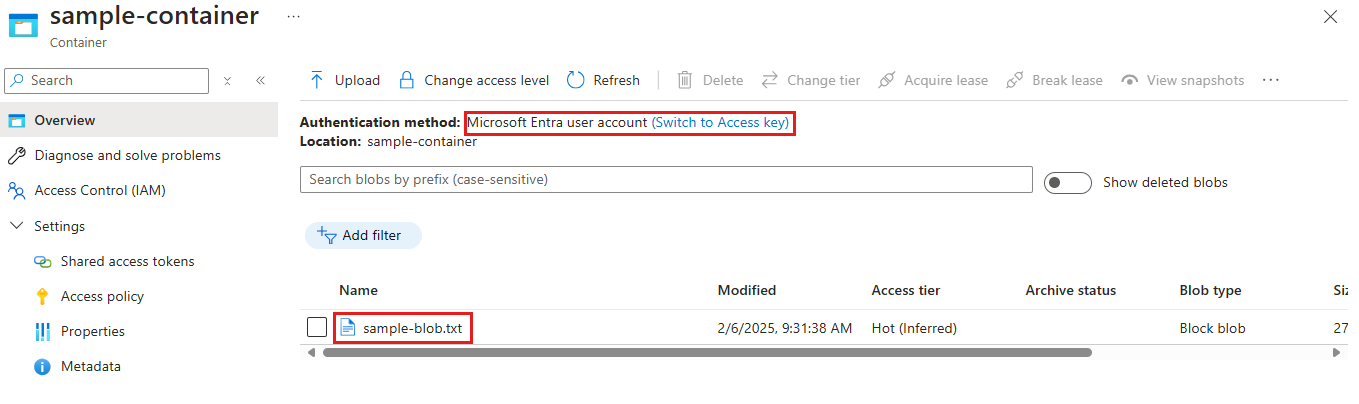 sample-container ...
Container
Search
Upload Change access level Refresh Delete Change tier Acquire lease Break lease View snapshots ...
Overview
Diagnose and solve problems
Access Control (IAM)
Settings
Shared access tokens
Access policy
Properties
Metadata
Authentication method: Microsoft Entra user account (Switch to Access key)
Location: sample-container
Search blobs by prefix (case-sensitive)
Show deleted blobs
Add filter
Name Modified Access tier Archive status Blob type Siz
sample-blob.txt 2/6/2025, 9:31:38 AM Hot (Inferred) Block blob 27